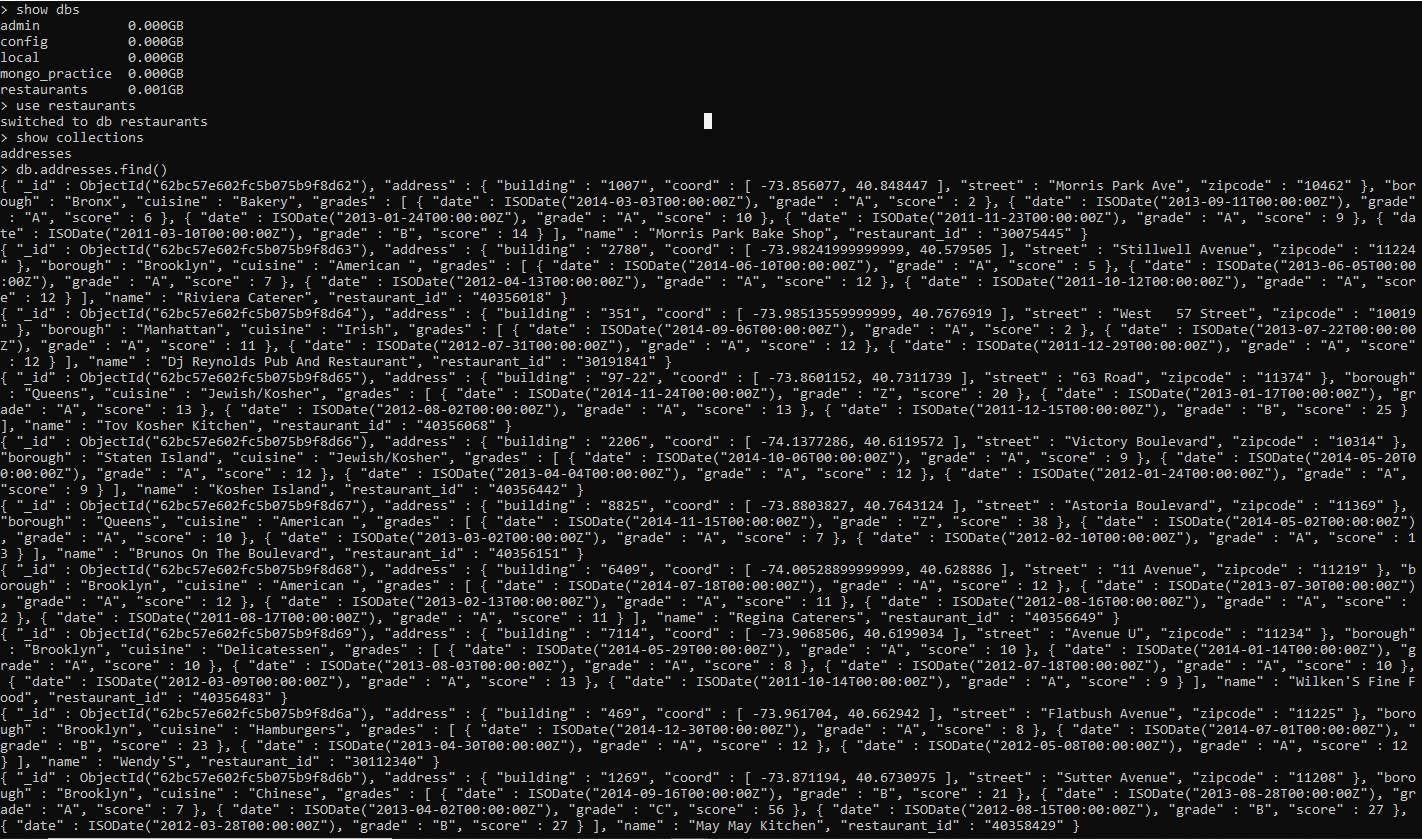 > show dbs
admin           0.000GB
config          0.000GB
local           0.000GB
mongo_practice  0.000GB
restaurants     0.001GB
> use restaurants
switched to db restaurants
> show collections
addresses
> db.addresses.find()
{ "_id" : ObjectId("62bc57e602fc5b075b9f8d62"), "address" : { "building" : "1007", "coord" : [ -73.856077, 40.848447 ], "street" : "Morris Park Ave", "zipcode" : "10462" }, "bor
ough" : "Bronx", "cuisine" : "Bakery", "grades" : [ { "date" : ISODate("2014-03-03T00:00:00Z"), "grade" : "A", "score" : 2 }, { "date" : ISODate("2013-09-11T00:00:00Z"), "grade"
 : "A", "score" : 6 }, { "date" : ISODate("2013-01-24T00:00:00Z"), "grade" : "A", "score" : 10 }, { "date" : ISODate("2011-11-23T00:00:00Z"), "grade" : "A", "score" : 9 }, { "da
te" : ISODate("2011-03-10T00:00:00Z"), "grade" : "B", "score" : 14 } ], "name" : "Morris Park Bake Shop", "restaurant_id" : "30075445" }
{ "_id" : ObjectId("62bc57e602fc5b075b9f8d63"), "address" : { "building" : "2780", "coord" : [ -73.98241999999999, 40.579505 ], "street" : "Stillwell Avenue", "zipcode" : "11224
" }, "borough" : "Brooklyn", "cuisine" : "American ", "grades" : [ { "date" : ISODate("2014-06-10T00:00:00Z"), "grade" : "A", "score" : 5 }, { "date" : ISODate("2013-06-05T00:00
:00Z"), "grade" : "A", "score" : 7 }, { "date" : ISODate("2012-04-13T00:00:00Z"), "grade" : "A", "score" : 12 }, { "date" : ISODate("2011-10-12T00:00:00Z"), "grade" : "A", "scor
e" : 12 } ], "name" : "Riviera Caterer", "restaurant_id" : "40356018" }
{ "_id" : ObjectId("62bc57e602fc5b075b9f8d64"), "address" : { "building" : "351", "coord" : [ -73.98513559999999, 40.7676919 ], "street" : "West   57 Street", "zipcode" : "10019
" }, "borough" : "Manhattan", "cuisine" : "Irish", "grades" : [ { "date" : ISODate("2014-09-06T00:00:00Z"), "grade" : "A", "score" : 2 }, { "date" : ISODate("2013-07-22T00:00:00
Z"), "grade" : "A", "score" : 11 }, { "date" : ISODate("2012-07-31T00:00:00Z"), "grade" : "A", "score" : 12 }, { "date" : ISODate("2011-12-29T00:00:00Z"), "grade" : "A", "score"
 : 12 } ], "name" : "Dj Reynolds Pub And Restaurant", "restaurant_id" : "30191841" }
{ "_id" : ObjectId("62bc57e602fc5b075b9f8d65"), "address" : { "building" : "97-22", "coord" : [ -73.8601152, 40.7311739 ], "street" : "63 Road", "zipcode" : "11374" }, "borough"
 : "Queens", "cuisine" : "Jewish/Kosher", "grades" : [ { "date" : ISODate("2014-11-24T00:00:00Z"), "grade" : "Z", "score" : 20 }, { "date" : ISODate("2013-01-17T00:00:00Z"), "gr
ade" : "A", "score" : 13 }, { "date" : ISODate("2012-08-02T00:00:00Z"), "grade" : "A", "score" : 13 }, { "date" : ISODate("2011-12-15T00:00:00Z"), "grade" : "B", "score" : 25 }
], "name" : "Tov Kosher Kitchen", "restaurant_id" : "40356068" }
{ "_id" : ObjectId("62bc57e602fc5b075b9f8d66"), "address" : { "building" : "2206", "coord" : [ -74.1377286, 40.6119572 ], "street" : "Victory Boulevard", "zipcode" : "10314" },
"borough" : "Staten Island", "cuisine" : "Jewish/Kosher", "grades" : [ { "date" : ISODate("2014-10-06T00:00:00Z"), "grade" : "A", "score" : 9 }, { "date" : ISODate("2014-05-20T0
0:00:00Z"), "grade" : "A", "score" : 12 }, { "date" : ISODate("2013-04-04T00:00:00Z"), "grade" : "A", "score" : 12 }, { "date" : ISODate("2012-01-24T00:00:00Z"), "grade" : "A",
"score" : 9 } ], "name" : "Kosher Island", "restaurant_id" : "40356442" }
{ "_id" : ObjectId("62bc57e602fc5b075b9f8d67"), "address" : { "building" : "8825", "coord" : [ -73.8803827, 40.7643124 ], "street" : "Astoria Boulevard", "zipcode" : "11369" },
"borough" : "Queens", "cuisine" : "American ", "grades" : [ { "date" : ISODate("2014-11-15T00:00:00Z"), "grade" : "Z", "score" : 38 }, { "date" : ISODate("2014-05-02T00:00:00Z")
, "grade" : "A", "score" : 10 }, { "date" : ISODate("2013-03-02T00:00:00Z"), "grade" : "A", "score" : 7 }, { "date" : ISODate("2012-02-10T00:00:00Z"), "grade" : "A", "score" : 1
3 } ], "name" : "Brunos On The Boulevard", "restaurant_id" : "40356151" }
{ "_id" : ObjectId("62bc57e602fc5b075b9f8d68"), "address" : { "building" : "6409", "coord" : [ -74.00528899999999, 40.628886 ], "street" : "11 Avenue", "zipcode" : "11219" }, "b
orough" : "Brooklyn", "cuisine" : "American ", "grades" : [ { "date" : ISODate("2014-07-18T00:00:00Z"), "grade" : "A", "score" : 12 }, { "date" : ISODate("2013-07-30T00:00:00Z")
, "grade" : "A", "score" : 12 }, { "date" : ISODate("2013-02-13T00:00:00Z"), "grade" : "A", "score" : 11 }, { "date" : ISODate("2012-08-16T00:00:00Z"), "grade" : "A", "score" :
2 }, { "date" : ISODate("2011-08-17T00:00:00Z"), "grade" : "A", "score" : 11 } ], "name" : "Regina Caterers", "restaurant_id" : "40356649" }
{ "_id" : ObjectId("62bc57e602fc5b075b9f8d69"), "address" : { "building" : "7114", "coord" : [ -73.9068506, 40.6199034 ], "street" : "Avenue U", "zipcode" : "11234" }, "borough"
 : "Brooklyn", "cuisine" : "Delicatessen", "grades" : [ { "date" : ISODate("2014-05-29T00:00:00Z"), "grade" : "A", "score" : 10 }, { "date" : ISODate("2014-01-14T00:00:00Z"), "g
rade" : "A", "score" : 10 }, { "date" : ISODate("2013-08-03T00:00:00Z"), "grade" : "A", "score" : 8 }, { "date" : ISODate("2012-07-18T00:00:00Z"), "grade" : "A", "score" : 10 },
 { "date" : ISODate("2012-03-09T00:00:00Z"), "grade" : "A", "score" : 13 }, { "date" : ISODate("2011-10-14T00:00:00Z"), "grade" : "A", "score" : 9 } ], "name" : "Wilken'S Fine F
ood", "restaurant_id" : "40356483" }
{ "_id" : ObjectId("62bc57e602fc5b075b9f8d6a"), "address" : { "building" : "469", "coord" : [ -73.961704, 40.662942 ], "street" : "Flatbush Avenue", "zipcode" : "11225" }, "boro
ugh" : "Brooklyn", "cuisine" : "Hamburgers", "grades" : [ { "date" : ISODate("2014-12-30T00:00:00Z"), "grade" : "A", "score" : 8 }, { "date" : ISODate("2014-07-01T00:00:00Z"), "
grade" : "B", "score" : 23 }, { "date" : ISODate("2013-04-30T00:00:00Z"), "grade" : "A", "score" : 12 }, { "date" : ISODate("2012-05-08T00:00:00Z"), "grade" : "A", "score" : 12
} ], "name" : "Wendy'S", "restaurant_id" : "30112340" }
{ "_id" : ObjectId("62bc57e602fc5b075b9f8d6b"), "address" : { "building" : "1269", "coord" : [ -73.871194, 40.6730975 ], "street" : "Sutter Avenue", "zipcode" : "11208" }, "boro
ugh" : "Brooklyn", "cuisine" : "Chinese", "grades" : [ { "date" : ISODate("2014-09-16T00:00:00Z"), "grade" : "B", "score" : 21 }, { "date" : ISODate("2013-08-28T00:00:00Z"), "gr
ade" : "A", "score" : 7 }, { "date" : ISODate("2013-04-02T00:00:00Z"), "grade" : "C", "score" : 56 }, { "date" : ISODate("2012-08-15T00:00:00Z"), "grade" : "B", "score" : 27 },
{ "date" : ISODate("2012-03-28T00:00:00Z"), "grade" : "B", "score" : 27 } ], "name" : "May May Kitchen", "restaurant_id" : "40358429" }